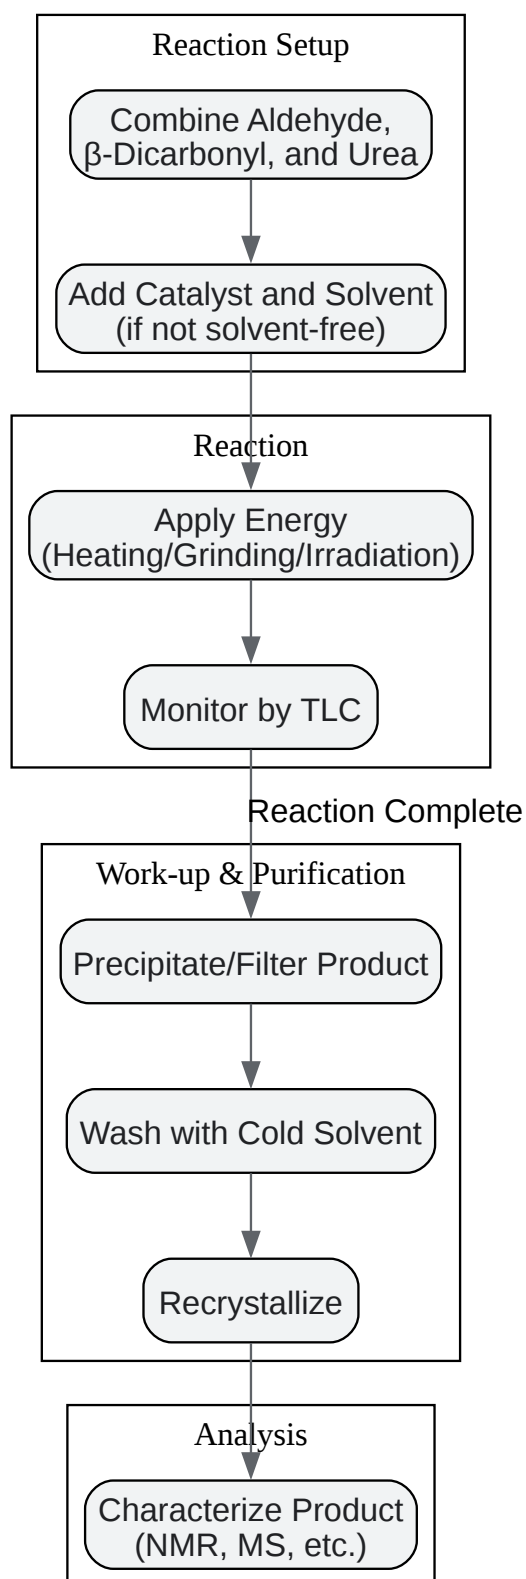 Reaction Setup
Combine Aldehyde,
β-Dicarbonyl, and Urea
Add Catalyst and Solvent
(if not solvent-free)
Reaction
Apply Energy
(Heating/Grinding/Irradiation)
Monitor by TLC
Reaction Complete
Work-up & Purification
Precipitate/Filter Product
Wash with Cold Solvent
Recrystallize
Analysis
Characterize Product
(NMR, MS, etc.)